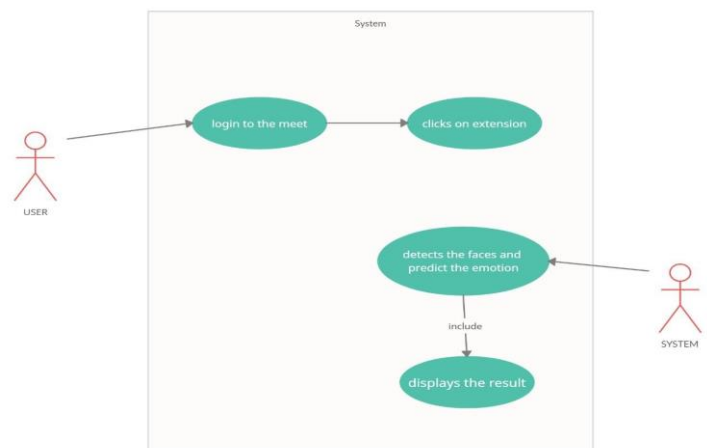 System
login to the meet
clicks on extension
USER
detects the faces and
predict the emotion
include
SYSTEM
displays the result